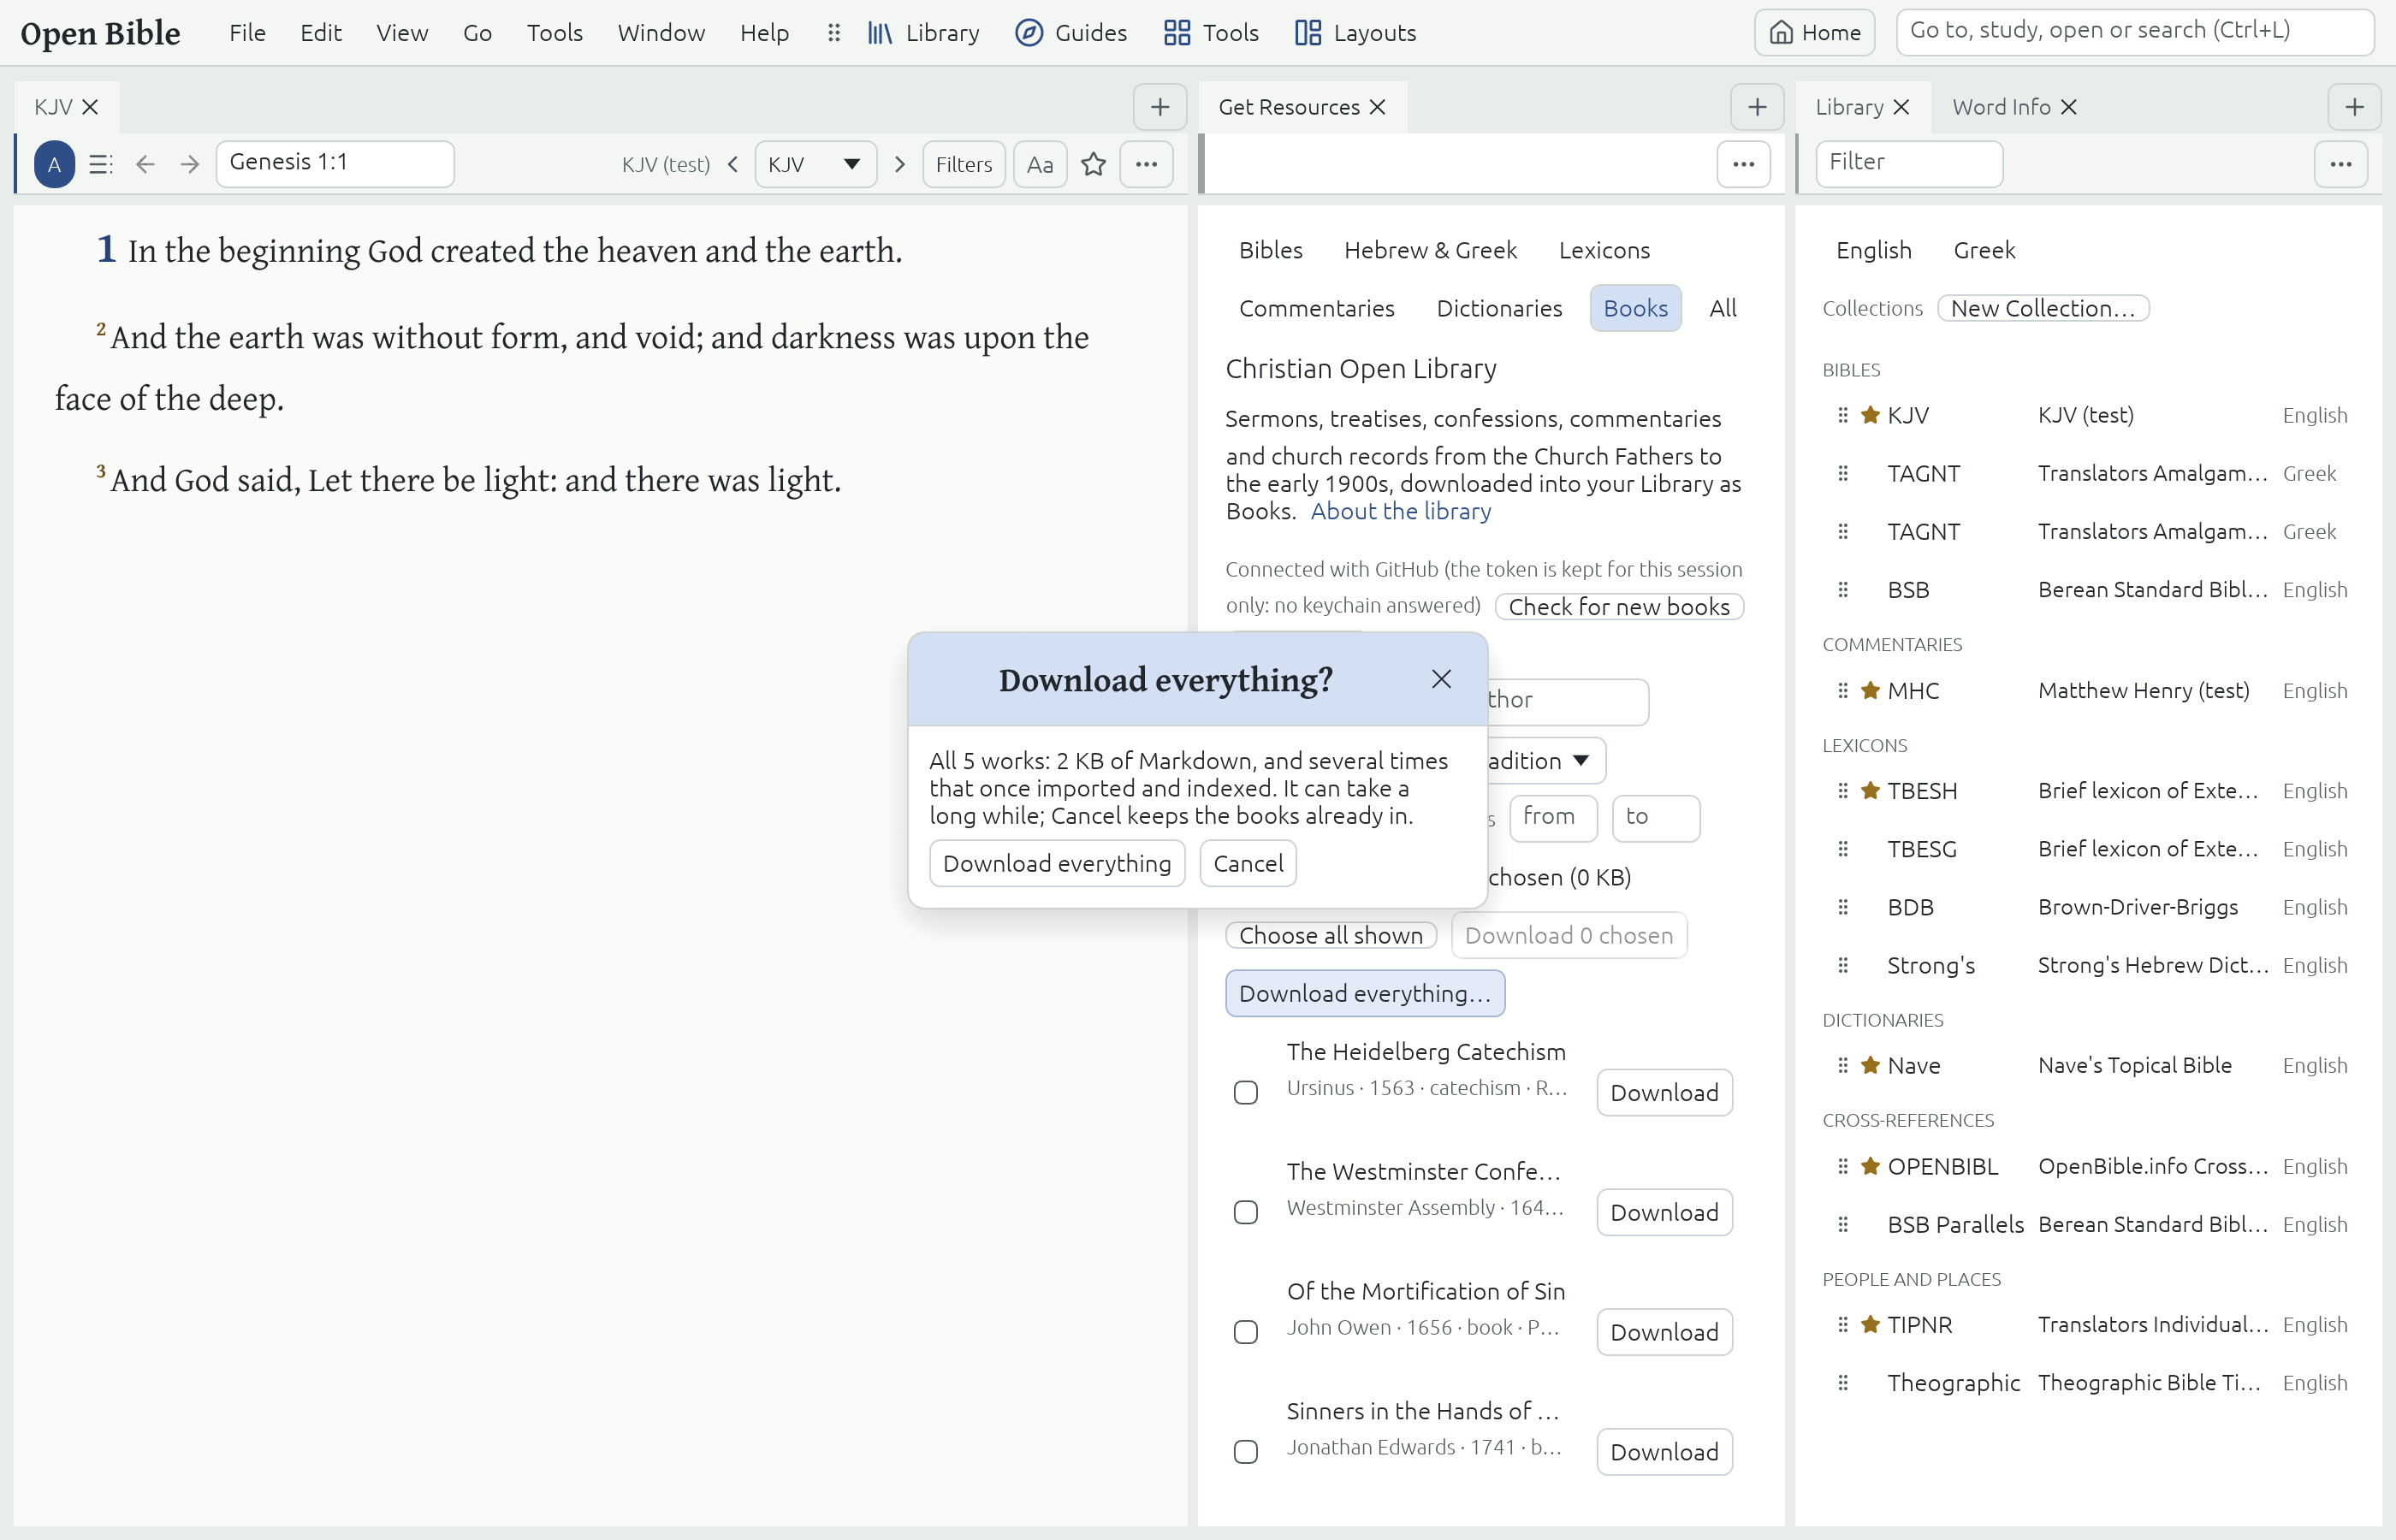 Open Bible File Edit View Go Tools Window Help Library Guides Tools Layouts Home Go to, study, open or search (Ctrl+L)
KJV
A Genesis 1:1 KJV (test) KJV Filters Aa
1 In the beginning God created the heaven and the earth.
2 And the earth was without form, and void; and darkness was upon the
face of the deep.
3 And God said, Let there be light: and there was light.
Get Resources
Bibles Hebrew & Greek Lexicons
Commentaries Dictionaries Books All
Christian Open Library
Sermons, treatises, confessions, commentaries
and church records from the Church Fathers to
the early 1900s, downloaded into your Library as
Books. About the library
Connected with GitHub (the token is kept for this session
only: no keychain answered) Check for new books
Download everything?
All 5 works: 2 KB of Markdown, and several times
that once imported and indexed. It can take a
long while; Cancel keeps the books already in.
Download everything Cancel
from to
chosen (0 KB)
Choose all shown Download 0 chosen
Download everything…
The Heidelberg Catechism
Ursinus · 1563 · catechism · R… Download
The Westminster Confe…
Westminster Assembly · 164… Download
Of the Mortification of Sin
John Owen · 1656 · book · P… Download
Sinners in the Hands of …
Jonathan Edwards · 1741 · b… Download
Library Word Info
Filter
English Greek
Collections New Collection…
BIBLES
KJV KJV (test) English
TAGNT Translators Amalgam… Greek
TAGNT Translators Amalgam… Greek
BSB Berean Standard Bibl… English
COMMENTARIES
MHC Matthew Henry (test) English
LEXICONS
TBESH Brief lexicon of Exte… English
TBESG Brief lexicon of Exte… English
BDB Brown-Driver-Briggs English
Strong's Strong's Hebrew Dict… English
DICTIONARIES
Nave Nave's Topical Bible English
CROSS-REFERENCES
OPENBIBL OpenBible.info Cross… English
BSB Parallels Berean Standard Bibl… English
PEOPLE AND PLACES
TIPNR Translators Individual… English
Theographic Theographic Bible Ti… English